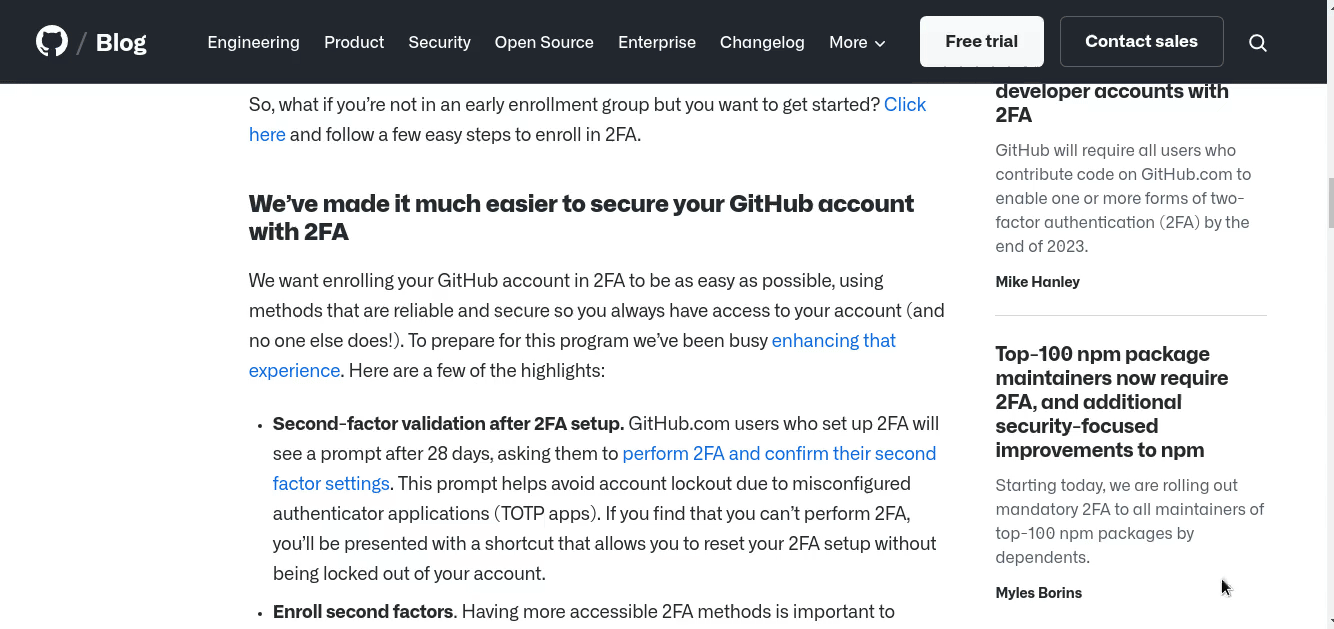 / Blog
Engineering Product Security Open Source Enterprise Changelog More Free trial Contact sales
So, what if you’re not in an early enrollment group but you want to get started? Click
here and follow a few easy steps to enroll in 2FA.
We’ve made it much easier to secure your GitHub account
with 2FA
We want enrolling your GitHub account in 2FA to be as easy as possible, using
methods that are reliable and secure so you always have access to your account (and
no one else does!). To prepare for this program we’ve been busy enhancing that
experience. Here are a few of the highlights:
• Second-factor validation after 2FA setup. GitHub.com users who set up 2FA will
see a prompt after 28 days, asking them to perform 2FA and confirm their second
factor settings. This prompt helps avoid account lockout due to misconfigured
authenticator applications (TOTP apps). If you find that you can’t perform 2FA,
you’ll be presented with a shortcut that allows you to reset your 2FA setup without
being locked out of your account.
• Enroll second factors. Having more accessible 2FA methods is important to
developer accounts with
2FA
GitHub will require all users who
contribute code on GitHub.com to
enable one or more forms of two-
factor authentication (2FA) by the
end of 2023.
Mike Hanley
Top-100 npm package
maintainers now require
2FA, and additional
security-focused
improvements to npm
Starting today, we are rolling out
mandatory 2FA to all maintainers of
top-100 npm packages by
dependents.
Myles Borins